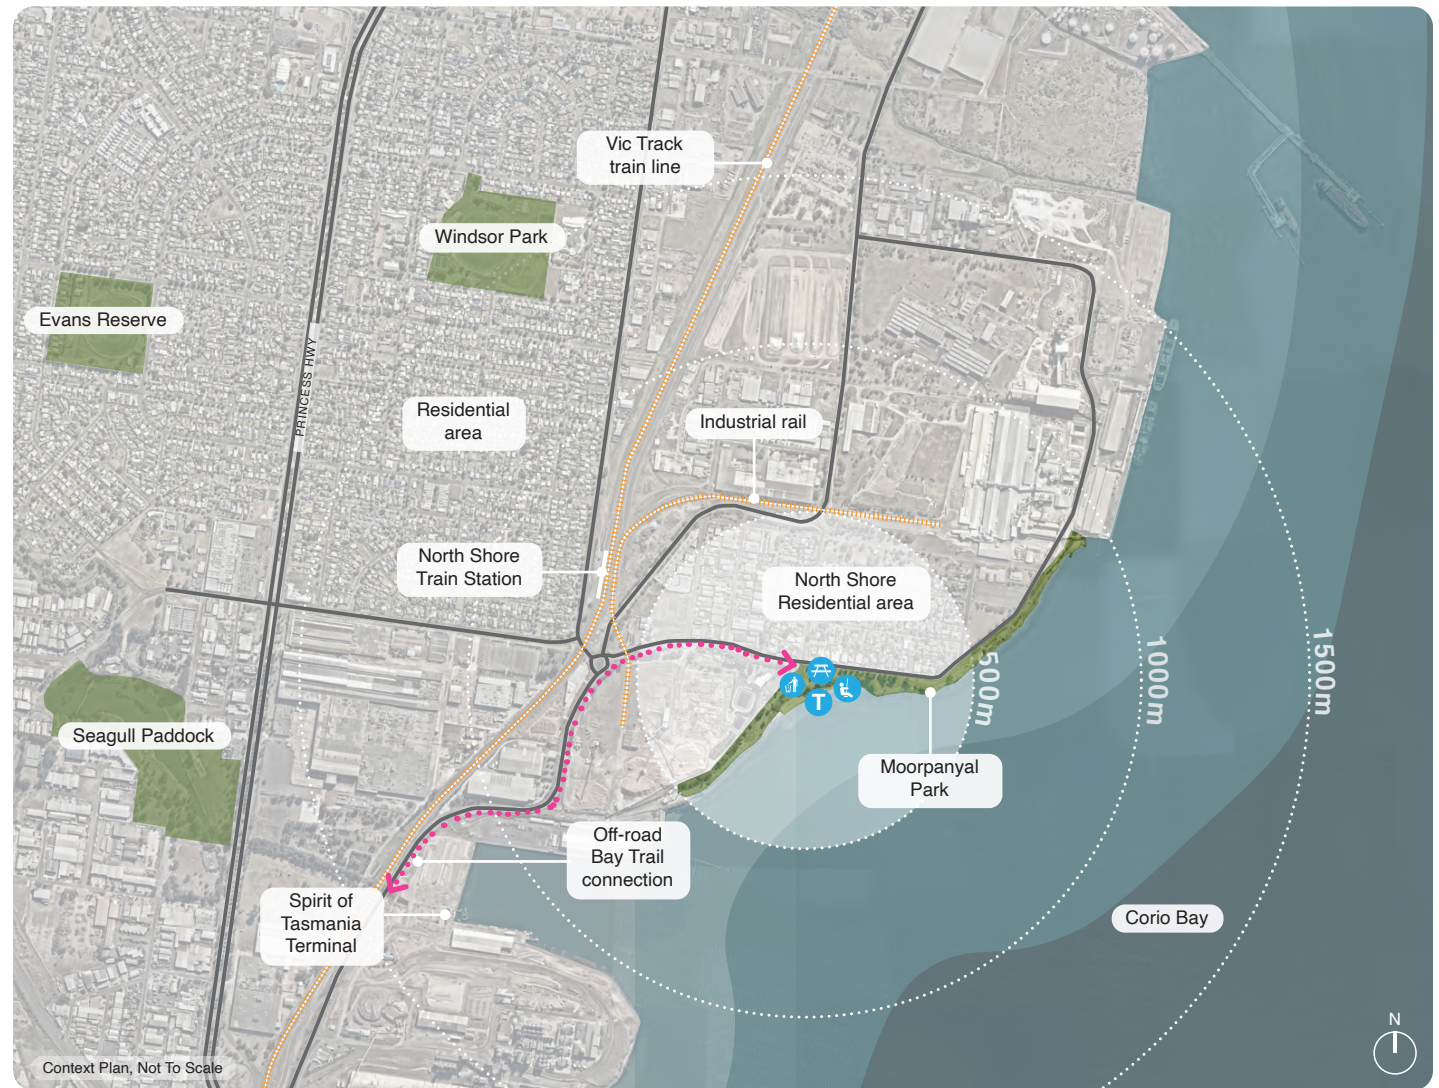 Vic Track
train line
Windsor Park
Evans Reserve
PRINCESS HWY
Residential
area
Industrial rail
North Shore
Train Station
North Shore
Residential area
T
500m
1000m
1500m
Seagull Paddock
Moorpanyal
Park
Off-road
Bay Trail
connection
Spirit of
Tasmania
Terminal
Corio Bay
N
Context Plan, Not To Scale